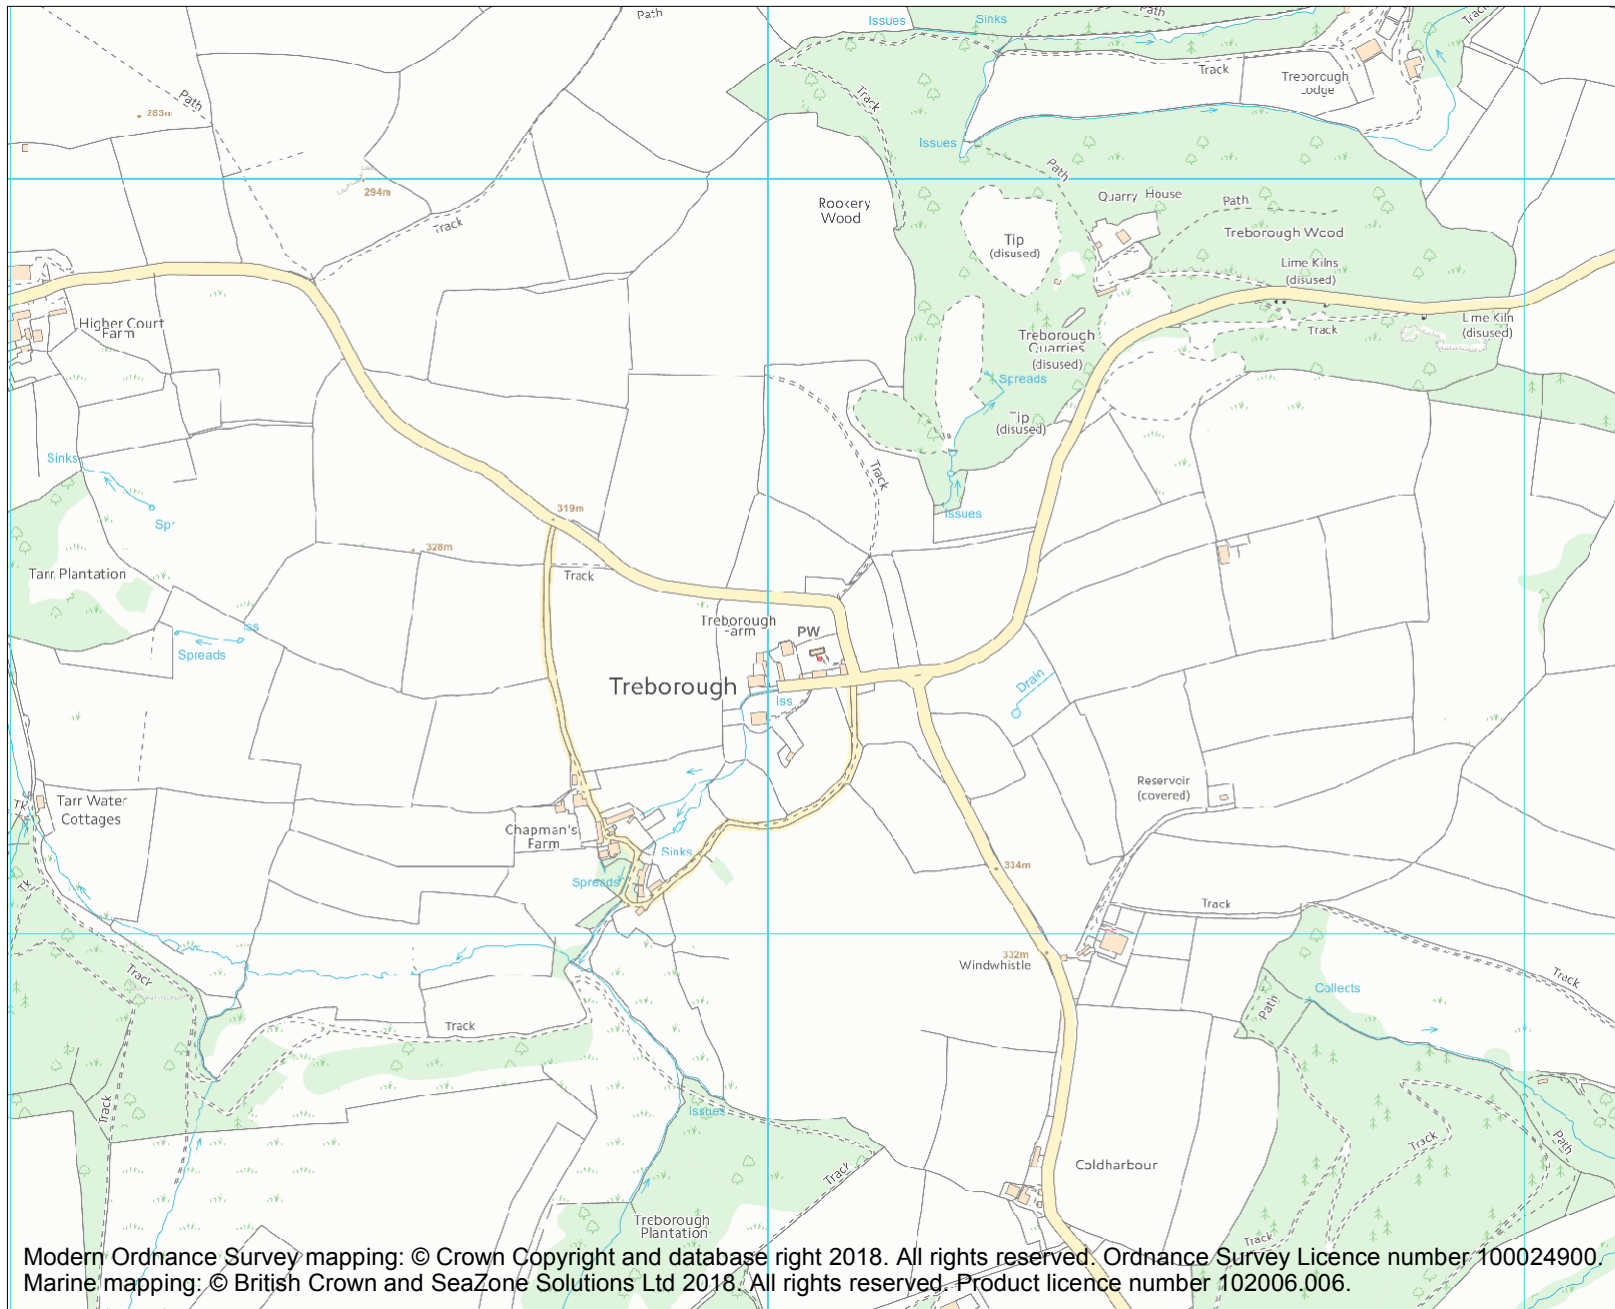 Path
Issues
Sinks
Path
Track
Path
283m
Track
Track
Treborough
Lodge
Issues
Path
294m
Track
Rookery
Wood
Quarry House
Path
Tip
(disused)
Treborough Wood
Lime Kilns
(disused)
Higher Court
Farm
Treborough
Quarries
(disused)
Track
Lime Kiln
(disused)
Spreads
Tip
(disused)
Sinks
Track
Spr
319m
Issues
328m
Tarr Plantation
Track
Iss
Spreads
Treborough
Farm
PW
Treborough
Iss
Drain
Tk
Tarr Water
Cottages
Reservoir
(covered)
Chapman's
Farm
Sinks
Spreads
334m
Tk
Track
332m
Windwhistle
Track
Track
Path
Collects
Track
Track
Issues
Track
Path
Coldharbour
Track
Treborough
Plantation
Track
Modern Ordnance Survey mapping: © Crown Copyright and database right 2018. All rights reserved. Ordnance Survey Licence number 100024900.
Marine mapping: © British Crown and SeaZone Solutions Ltd 2018. All rights reserved. Product licence number 102006.006.